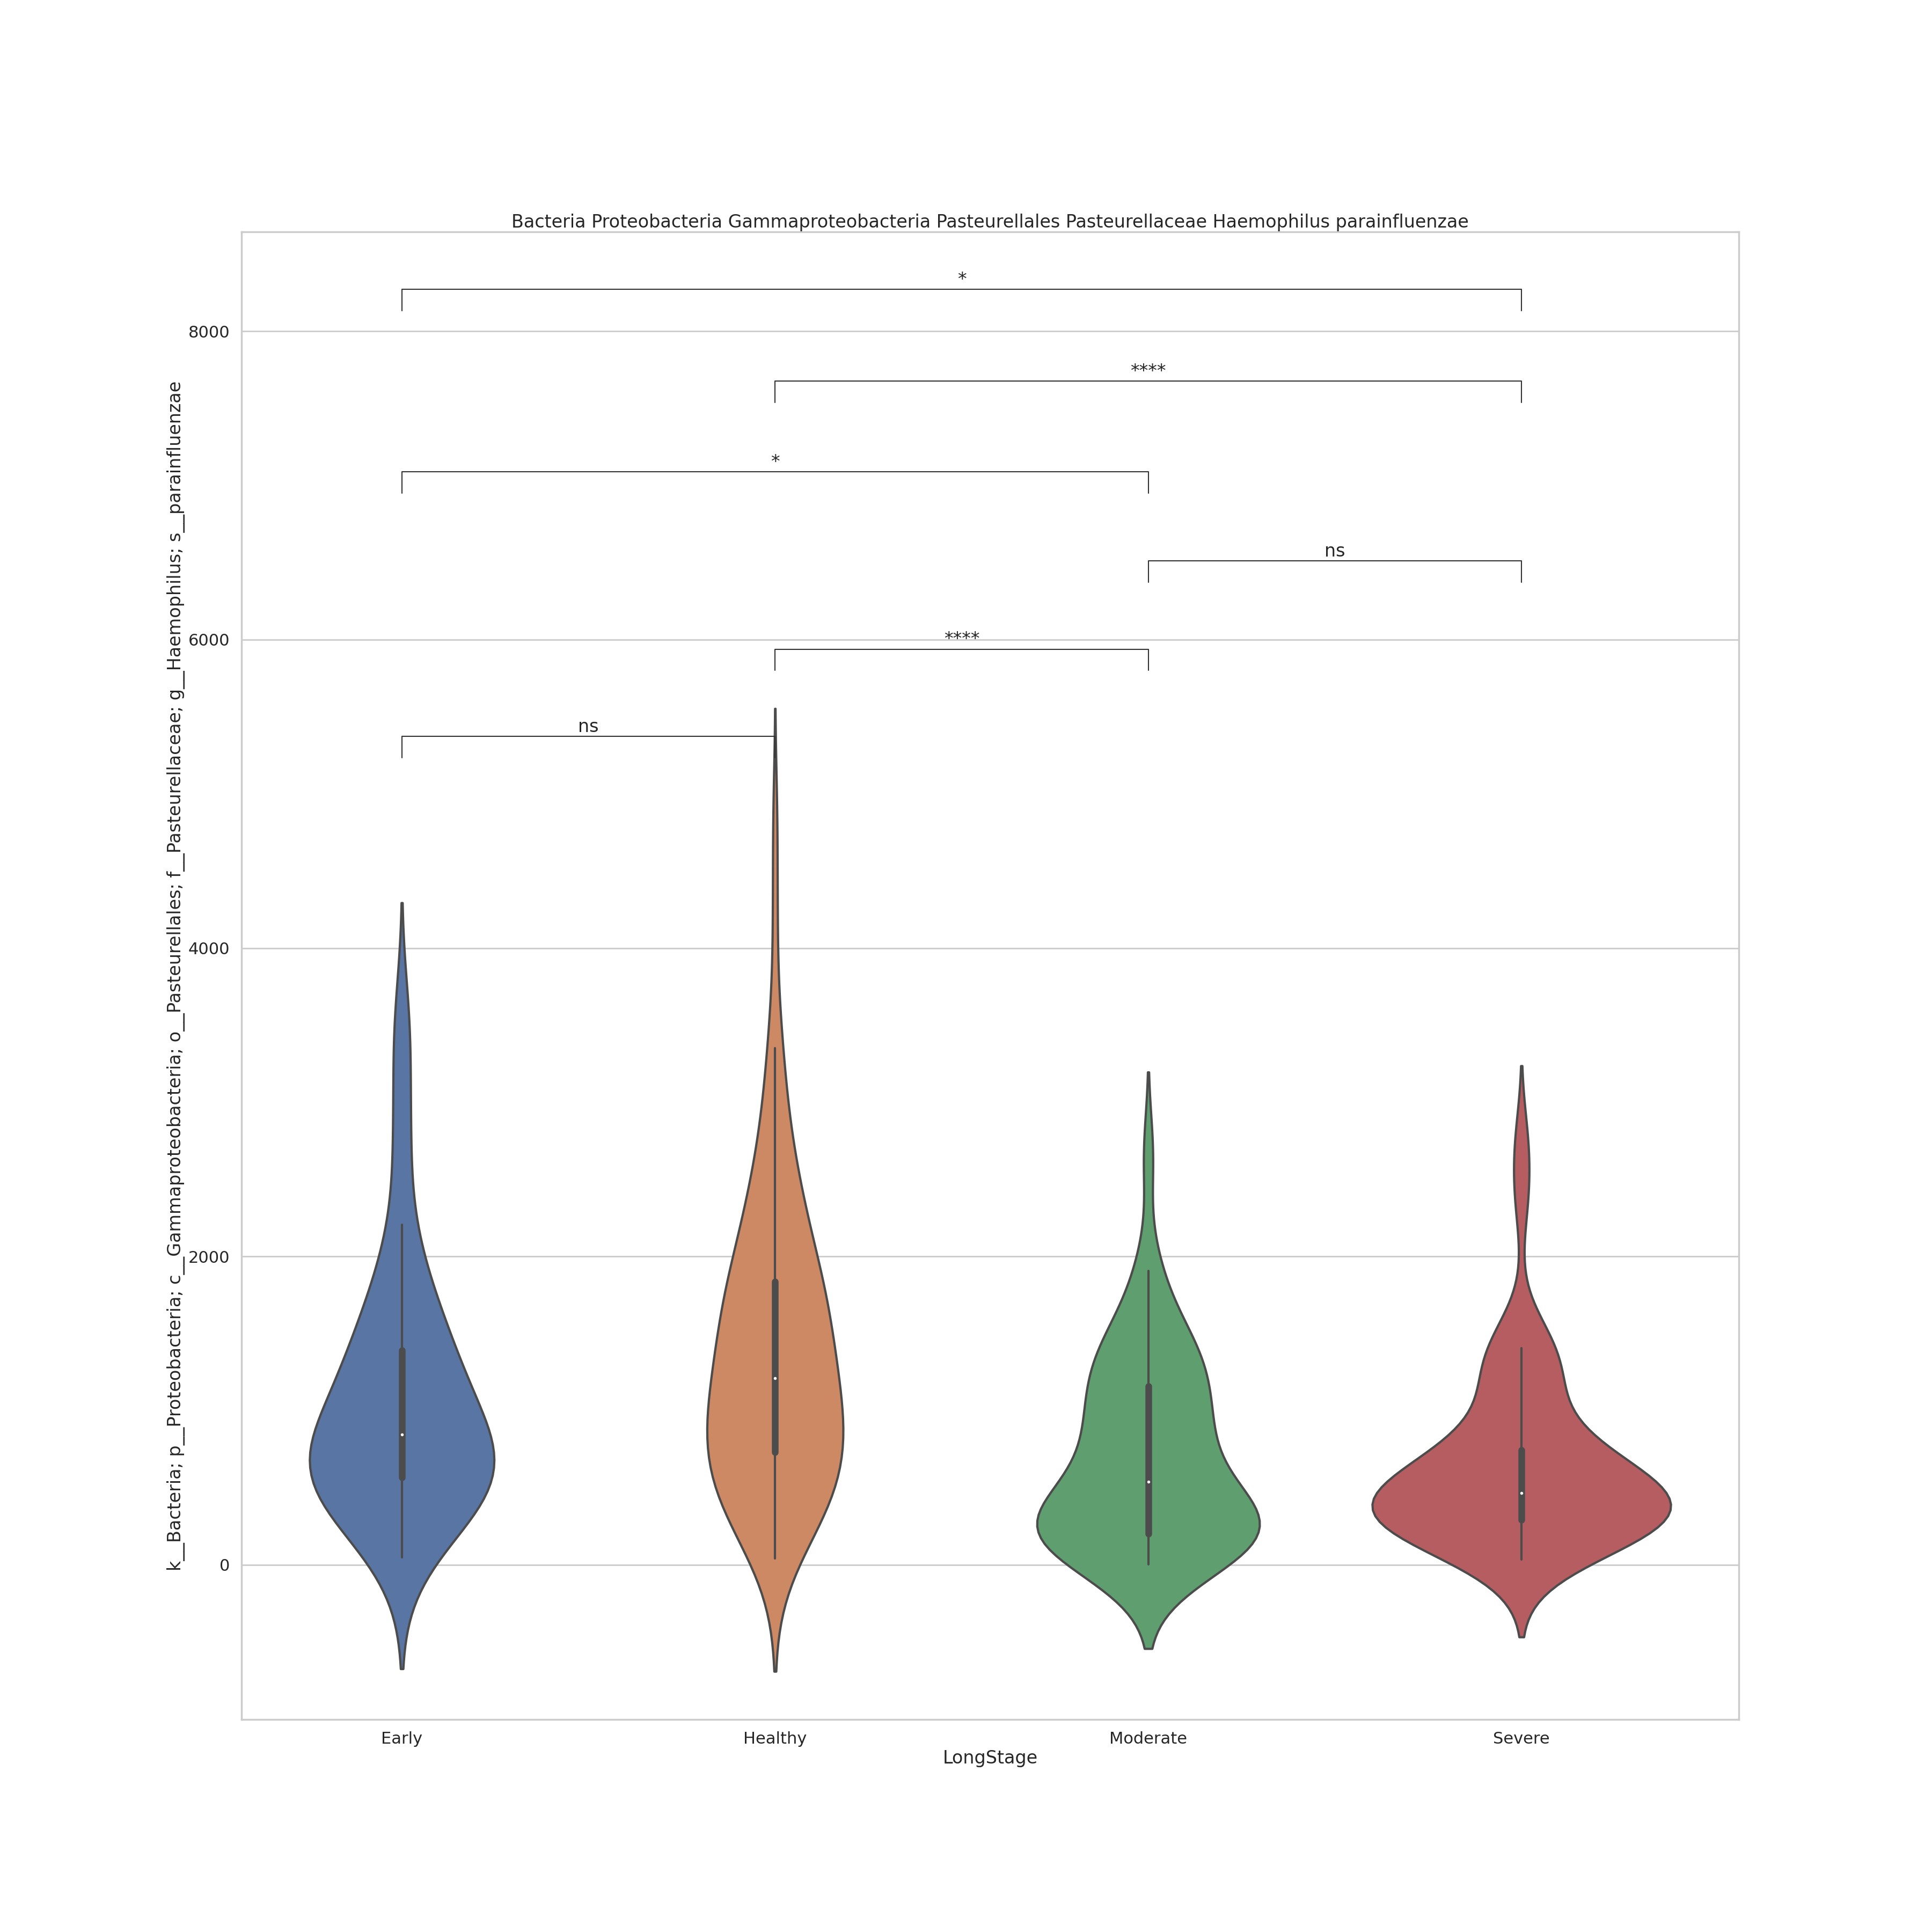 Bacteria Proteobacteria Gammaproteobacteria Pasteurellales Pasteurellaceae Haemophilus parainfluenzae
k__Bacteria; p__Proteobacteria; c__Gammaproteobacteria; o__Pasteurellales; f__Pasteurellaceae; g__Haemophilus; s__parainfluenzae
*
8000
****
*
ns
6000
****
ns
4000
2000
0
Early Healthy Moderate Severe
LongStage